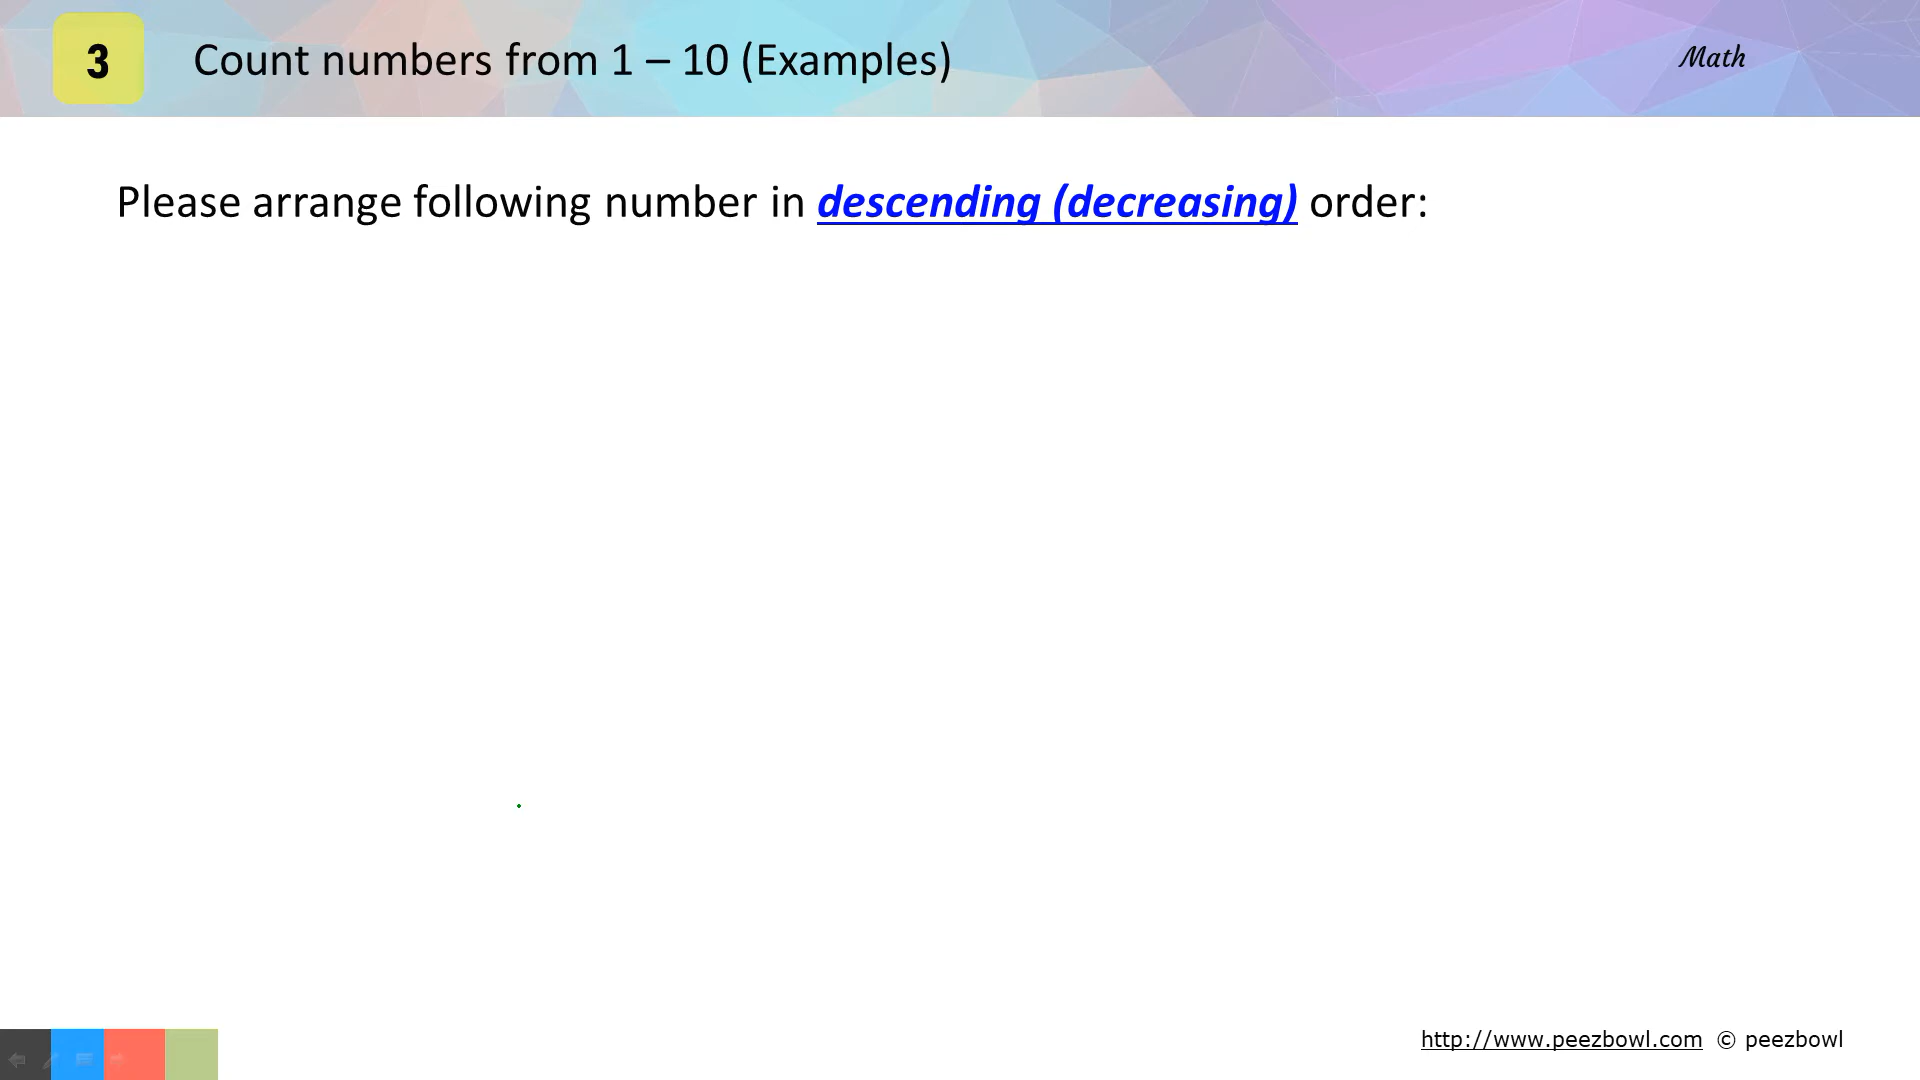 3
Count numbers from 1 – 10 (Examples)
Math
Please arrange following number in descending (decreasing) order:
http://www.peezbowl.com © peezbowl